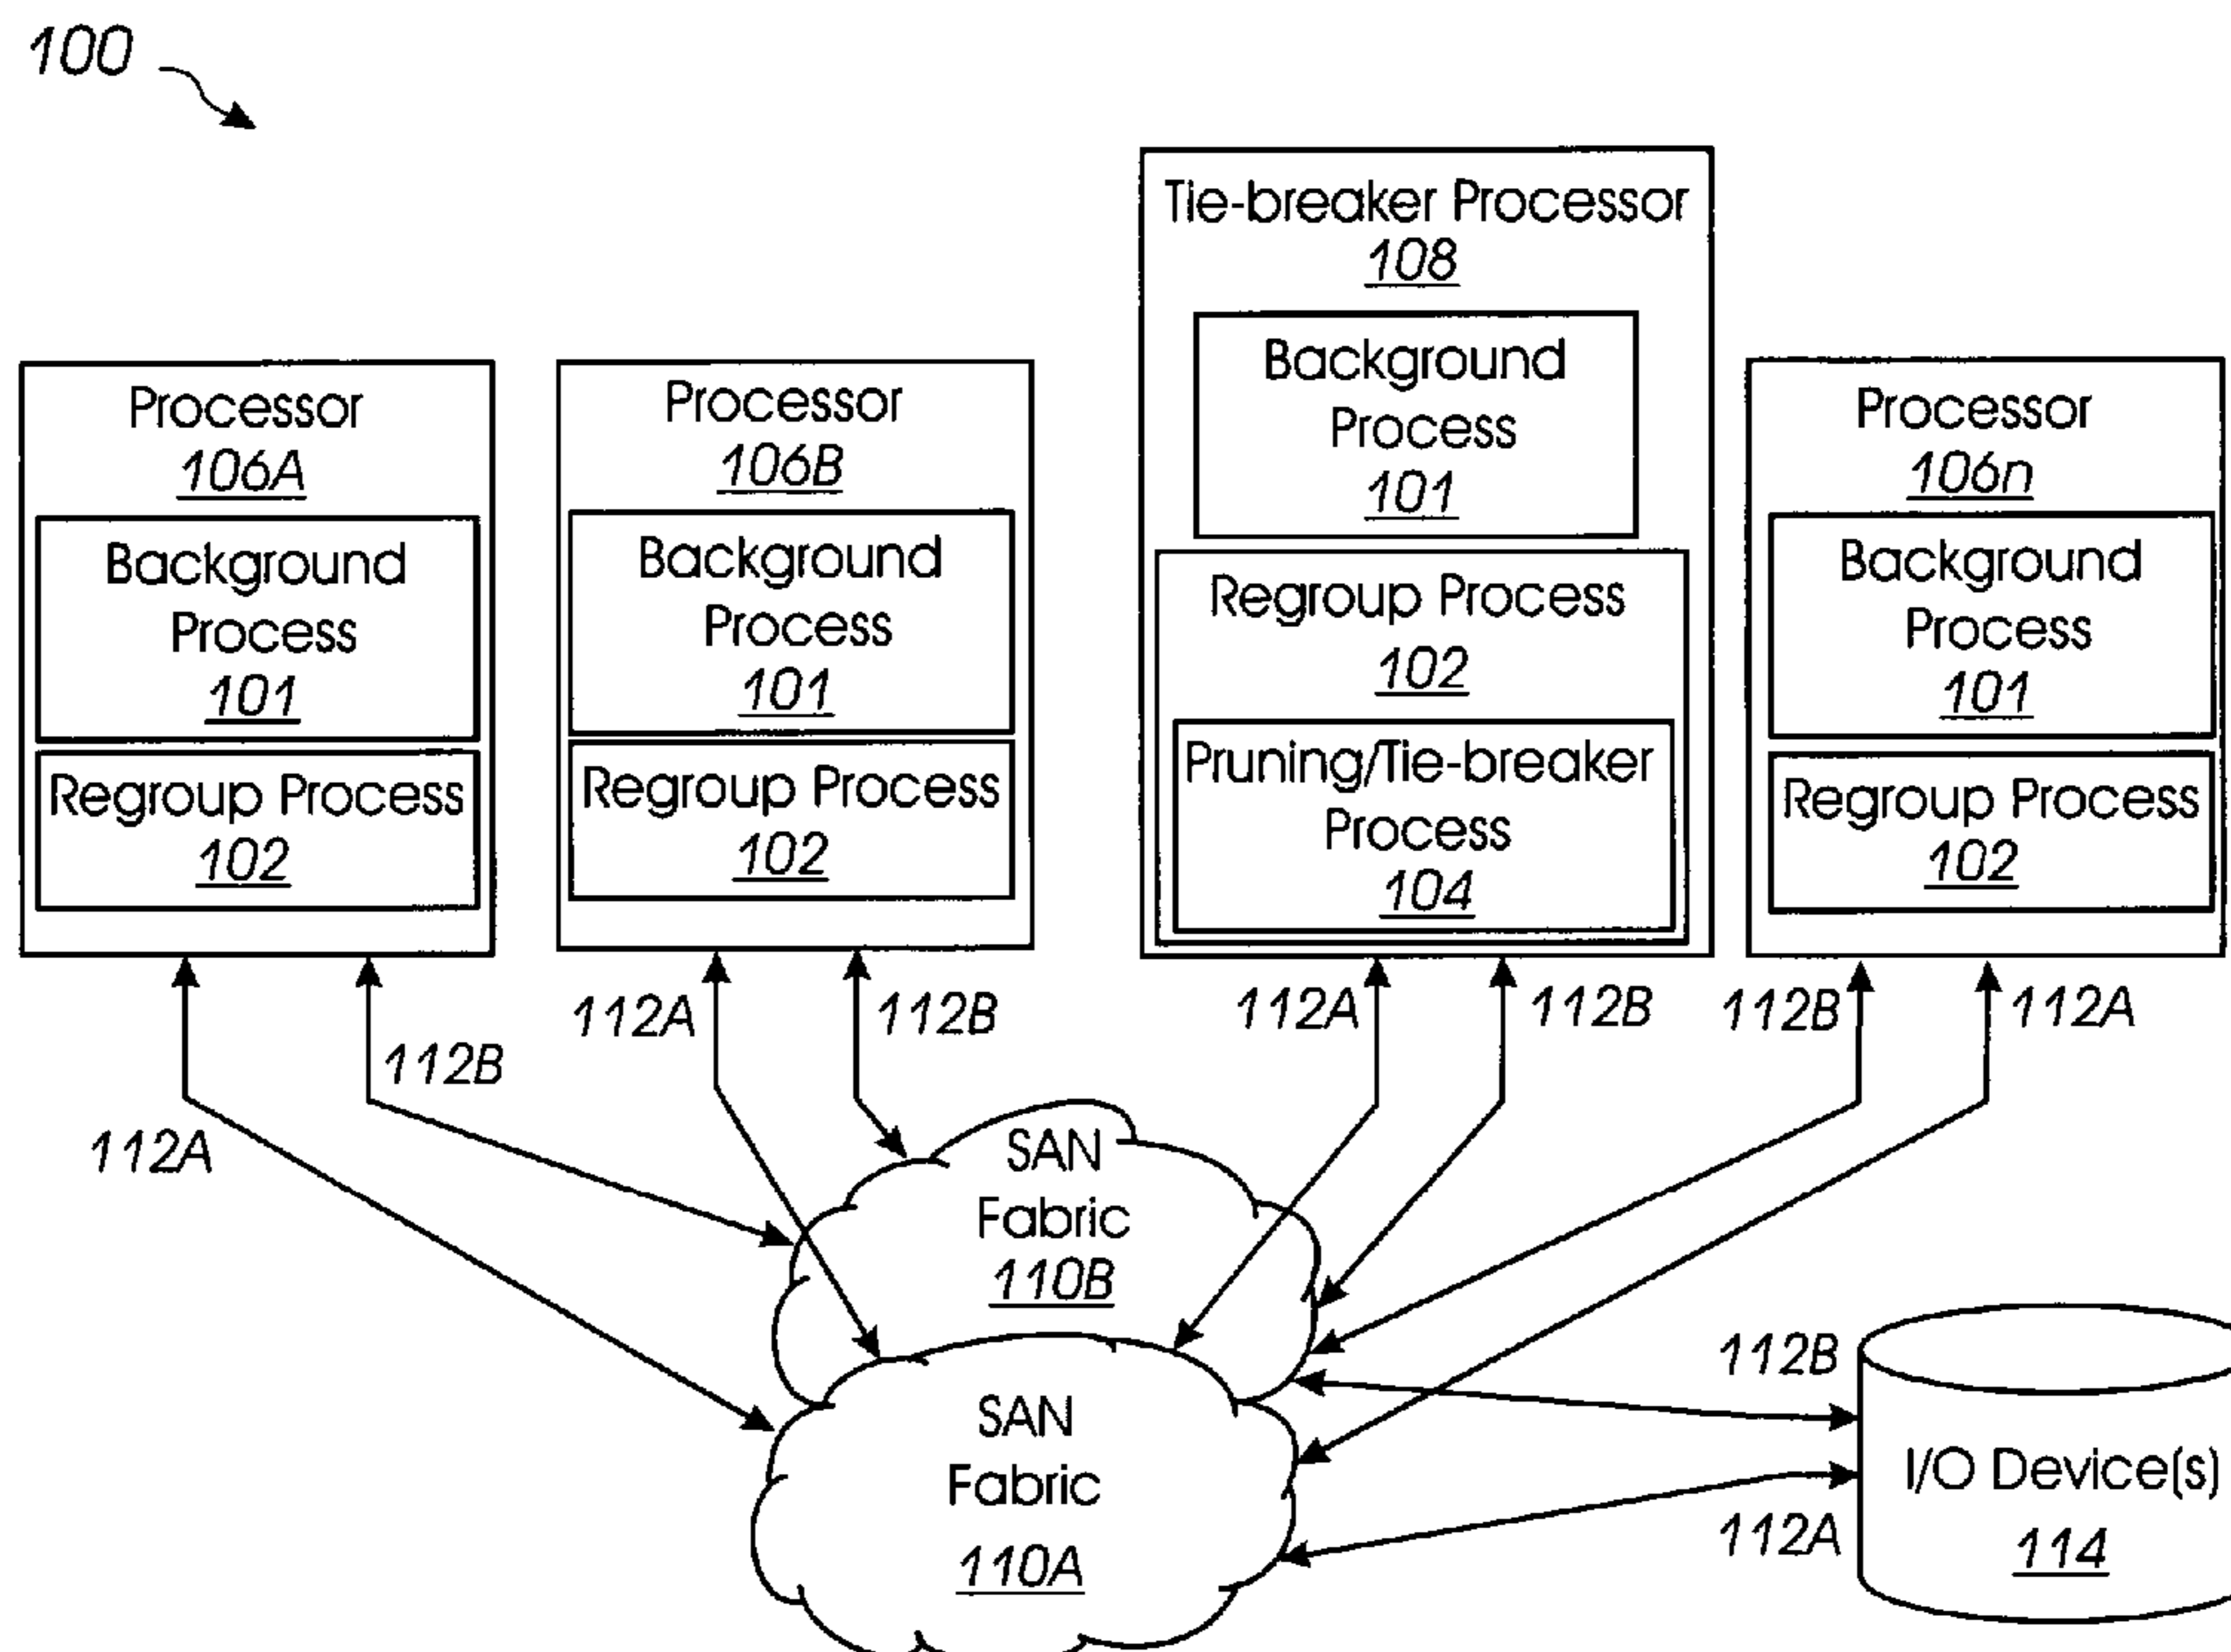 100
Tie-breaker Processor
108
Background
Process
101
Regroup Process
102
Pruning/Tie-breaker
Process
104
Processor
106A
Background
Process
101
Regroup Process
102
Processor
106B
Background
Process
101
Regroup Process
102
Processor
106n
Background
Process
101
Regroup Process
102
112A
112B
112A
112B
112A
112B
112B
112A
SAN
Fabric
110B
SAN
Fabric
110A
112B
112A
I/O Device(s)
114